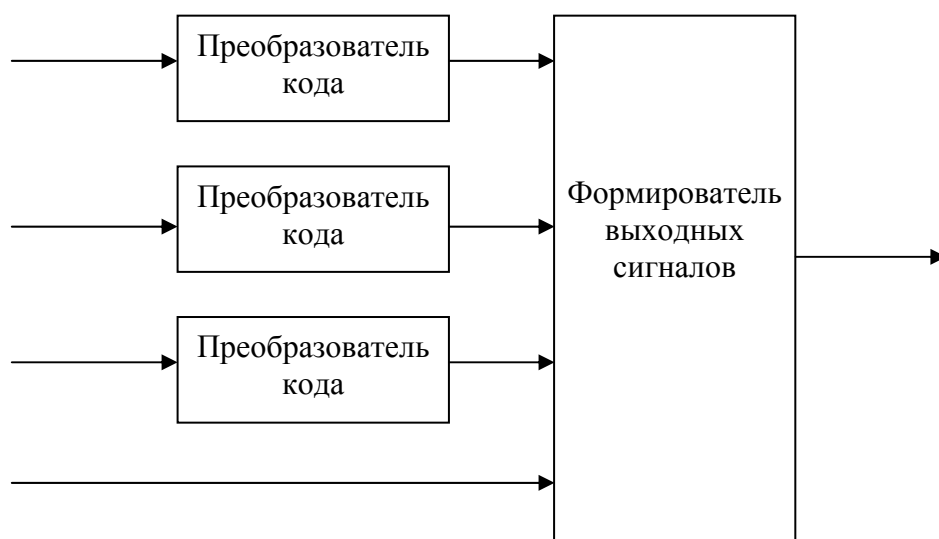 Преобразователь
кода
Преобразователь
кода
Формирователь
выходных
сигналов
Преобразователь
кода